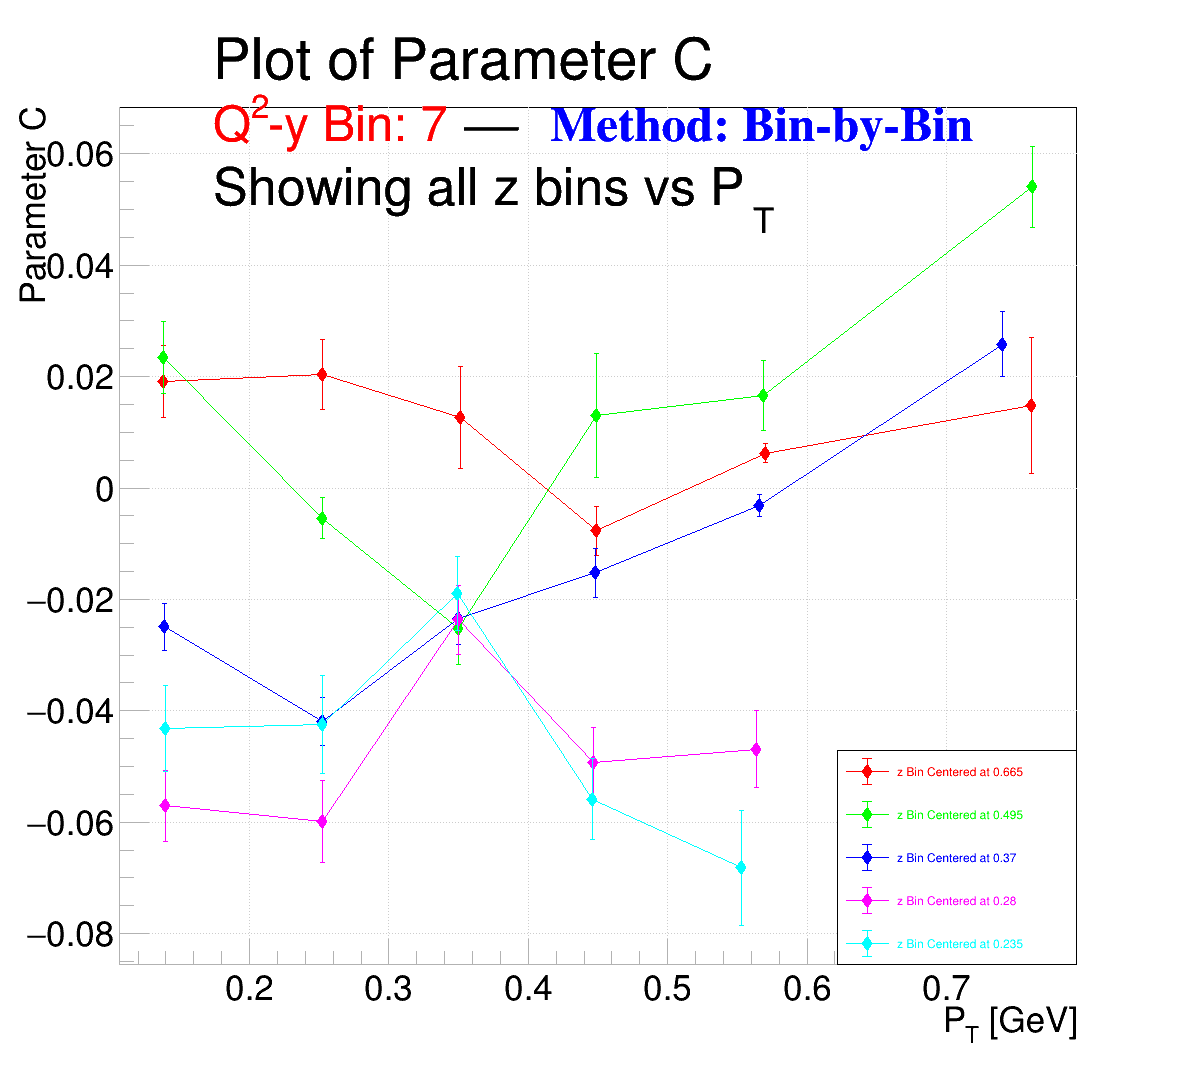 Plot of Parameter C
Q²-y Bin: 7 — Method: Bin-by-Bin
Showing all z bins vs P_T
Parameter C
0.06
0.04
0.02
0
−0.02
−0.04
−0.06
−0.08
z Bin Centered at 0.665
z Bin Centered at 0.495
z Bin Centered at 0.37
z Bin Centered at 0.28
z Bin Centered at 0.235
0.2 0.3 0.4 0.5 0.6 0.7
P_T [GeV]